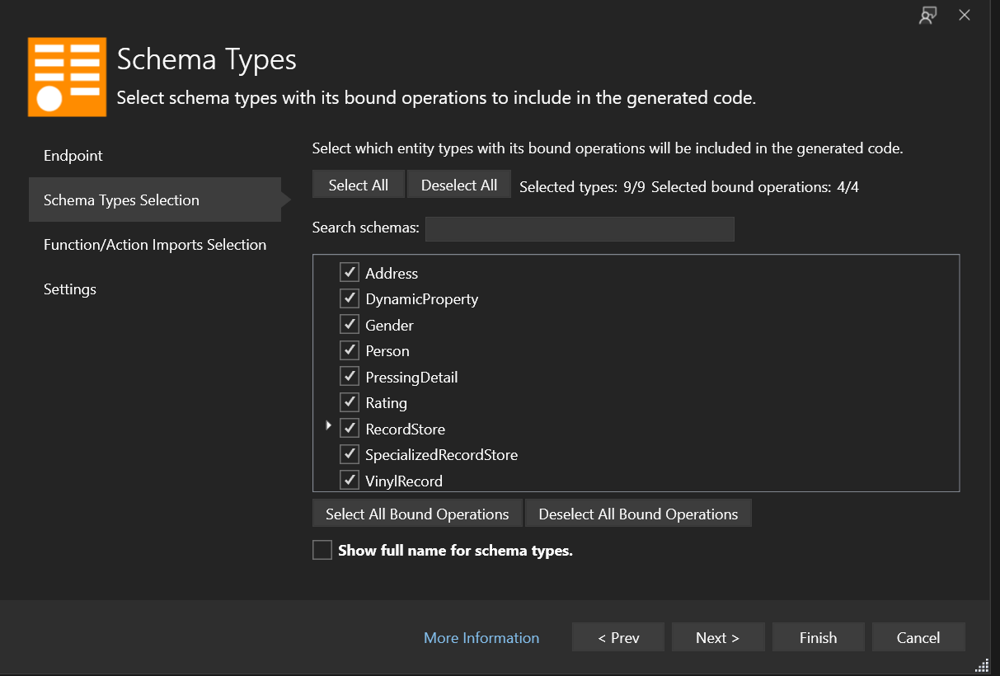 Schema Types
Select schema types with its bound operations to include in the generated code.
Endpoint
Schema Types Selection
Function/Action Imports Selection
Settings
Select which entity types with its bound operations will be included in the generated code.
Select All Deselect All Selected types: 9/9 Selected bound operations: 4/4
Search schemas:
Address
DynamicProperty
Gender
Person
PressingDetail
Rating
RecordStore
SpecializedRecordStore
VinylRecord
Select All Bound Operations Deselect All Bound Operations
Show full name for schema types.
More Information < Prev Next > Finish Cancel